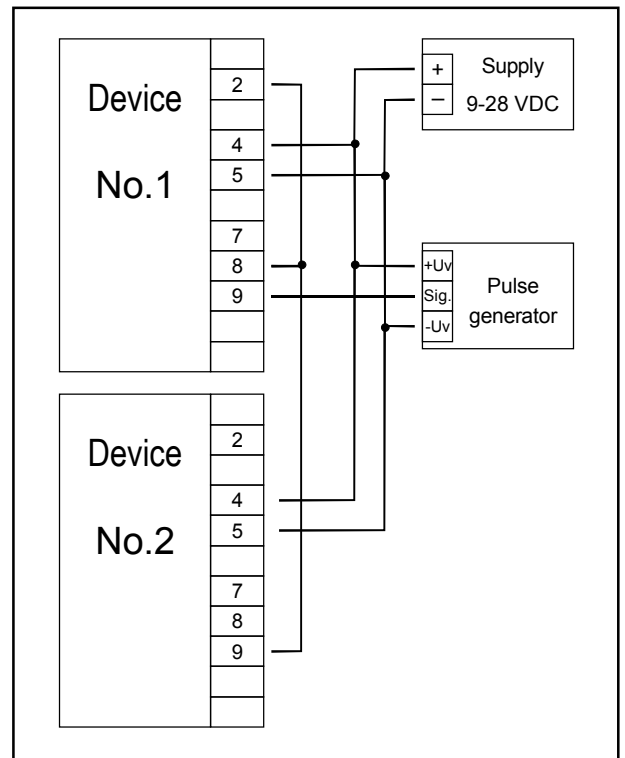 Device
No.1
2
4
5
7
8
9
+
–
Supply
9-28 VDC
+Uv
Sig.
-Uv
Pulse
generator
Device
No.2
2
4
5
7
8
9